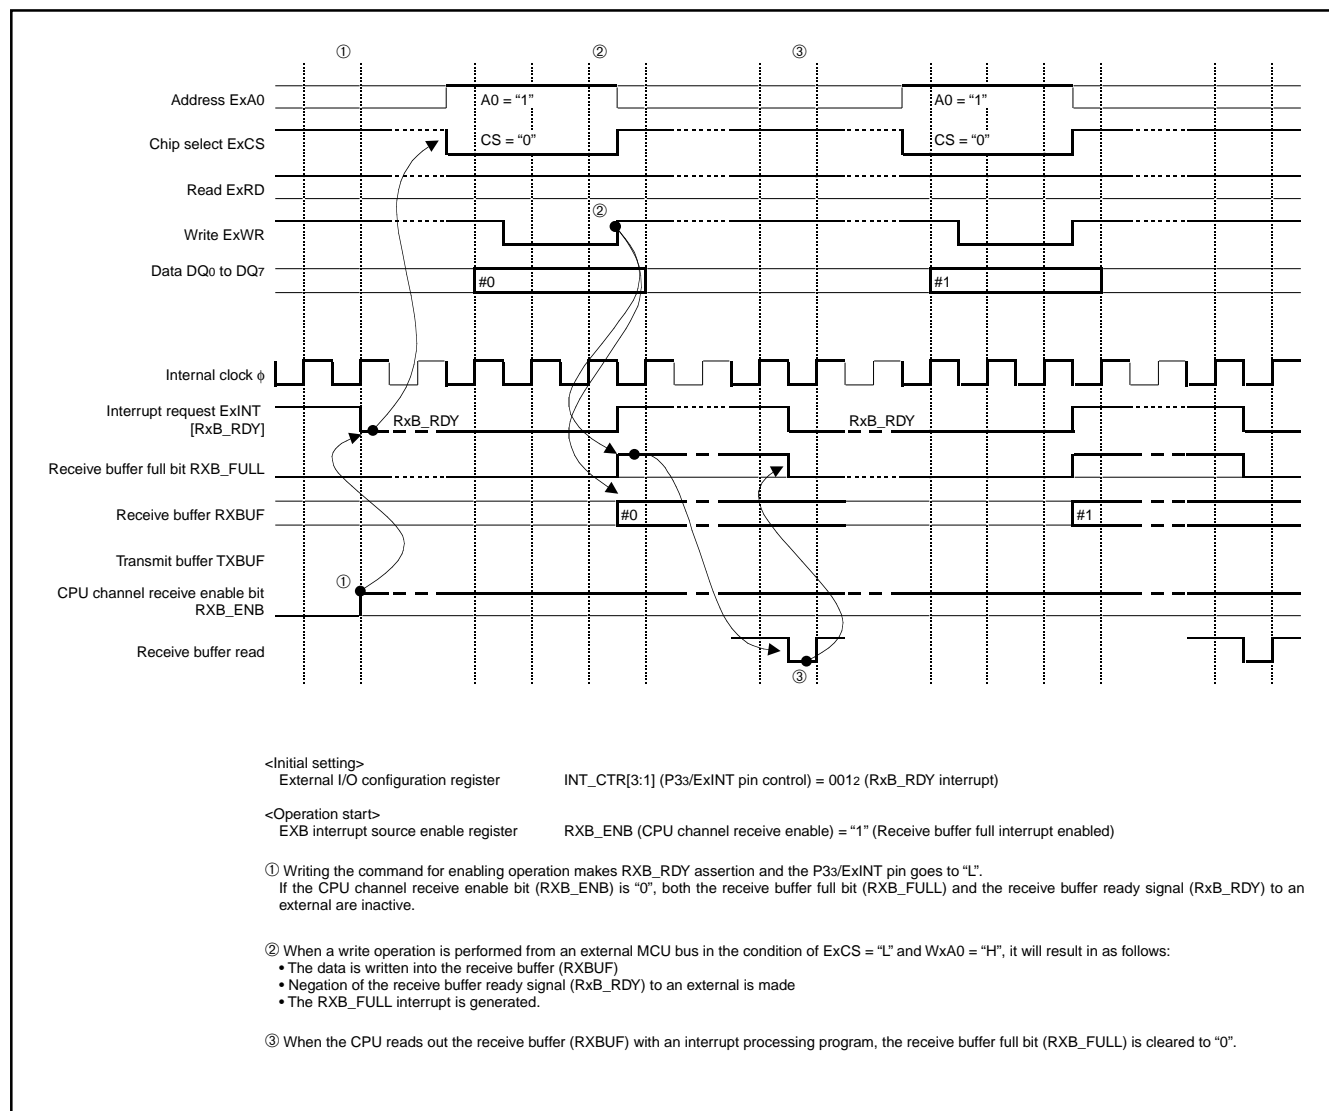 ① ② ③
Address ExA0
A0 = “1” A0 = “1”
Chip select ExCS
CS = “0” CS = “0”
Read ExRD
②
Write ExWR
Data DQ0 to DQ7
#0 #1
Internal clock ϕ
Interrupt request ExINT
[RxB_RDY]
RxB_RDY RxB_RDY
Receive buffer full bit RXB_FULL
Receive buffer RXBUF
#0 #1
Transmit buffer TXBUF
①
CPU channel receive enable bit
RXB_ENB
Receive buffer read
③
<Initial setting>
External I/O configuration register INT_CTR[3:1] (P33/ExINT pin control) = 0012 (RxB_RDY interrupt)
<Operation start>
EXB interrupt source enable register RXB_ENB (CPU channel receive enable) = “1” (Receive buffer full interrupt enabled)
① Writing the command for enabling operation makes RXB_RDY assertion and the P33/ExINT pin goes to “L”.
If the CPU channel receive enable bit (RXB_ENB) is “0”, both the receive buffer full bit (RXB_FULL) and the receive buffer ready signal (RxB_RDY) to an
external are inactive.
② When a write operation is performed from an external MCU bus in the condition of ExCS = “L” and WxA0 = “H”, it will result in as follows:
• The data is written into the receive buffer (RXBUF)
• Negation of the receive buffer ready signal (RxB_RDY) to an external is made
• The RXB_FULL interrupt is generated.
③ When the CPU reads out the receive buffer (RXBUF) with an interrupt processing program, the receive buffer full bit (RXB_FULL) is cleared to “0”.